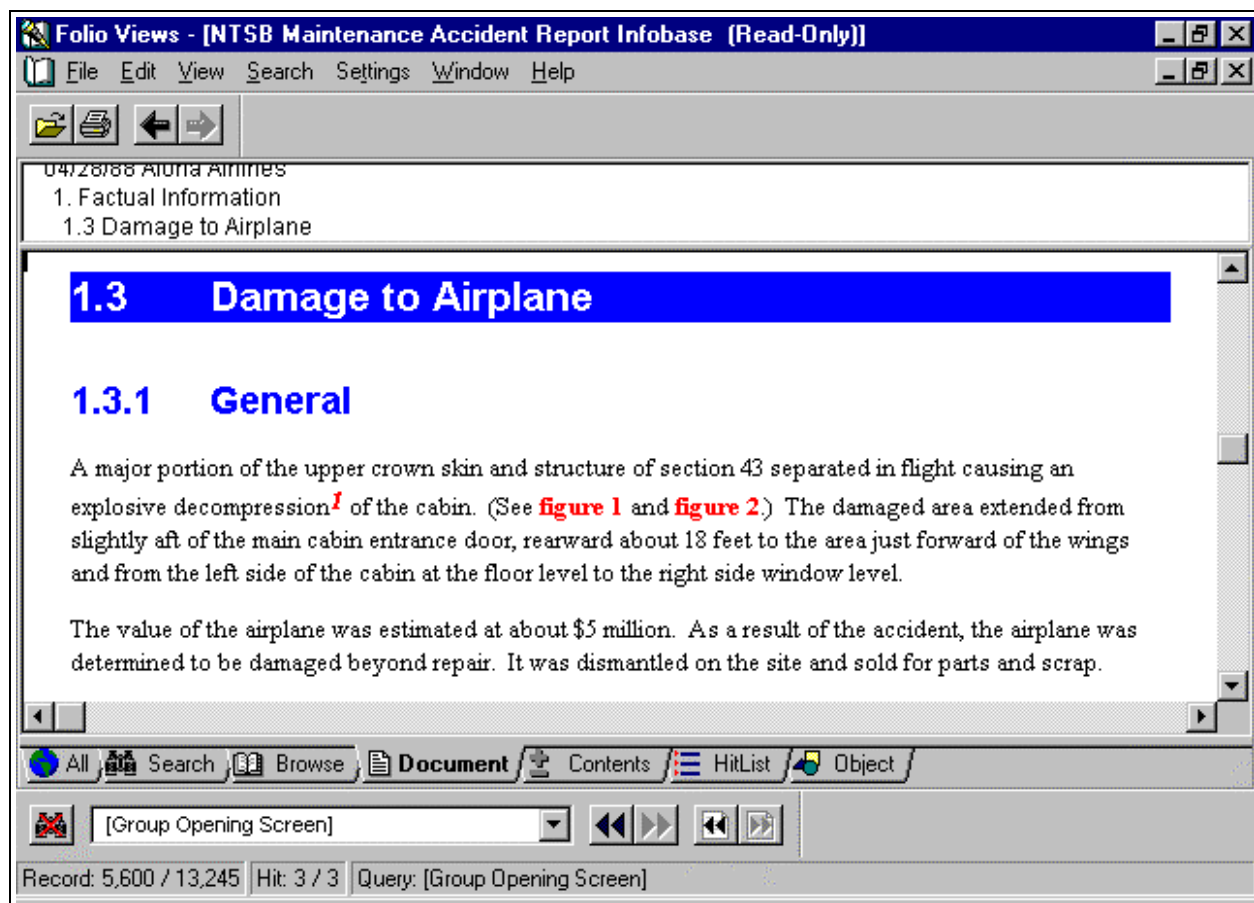 Folio Views - [NTSB Maintenance Accident Report Infobase (Read-Only)]
File Edit View Search Settings Window Help
04/28/88 Aloha Airlines
1. Factual Information
1.3 Damage to Airplane
1.3 Damage to Airplane
1.3.1 General
A major portion of the upper crown skin and structure of section 43 separated in flight causing an
explosive decompression1 of the cabin. (See figure 1 and figure 2.) The damaged area extended from
slightly aft of the main cabin entrance door, rearward about 18 feet to the area just forward of the wings
and from the left side of the cabin at the floor level to the right side window level.
The value of the airplane was estimated at about $5 million. As a result of the accident, the airplane was
determined to be damaged beyond repair. It was dismantled on the site and sold for parts and scrap.
All Search Browse Document Contents HitList Object
[Group Opening Screen]
Record: 5,600 / 13,245 Hit: 3 / 3 Query: [Group Opening Screen]